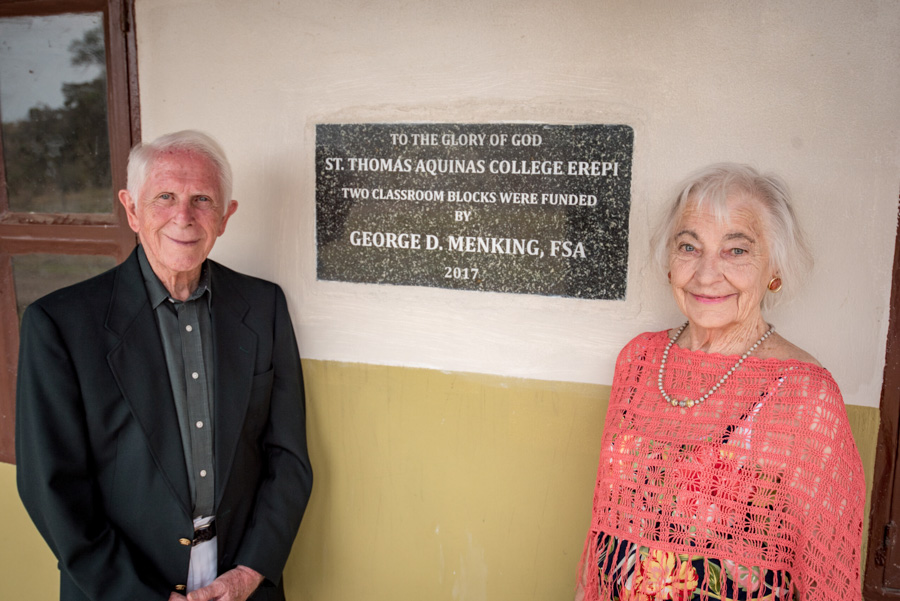 TO THE GLORY OF GOD
ST. THOMAS AQUINAS COLLEGE EREPI
TWO CLASSROOM BLOCKS WERE FUNDED
BY
GEORGE D. MENKING, FSA
2017